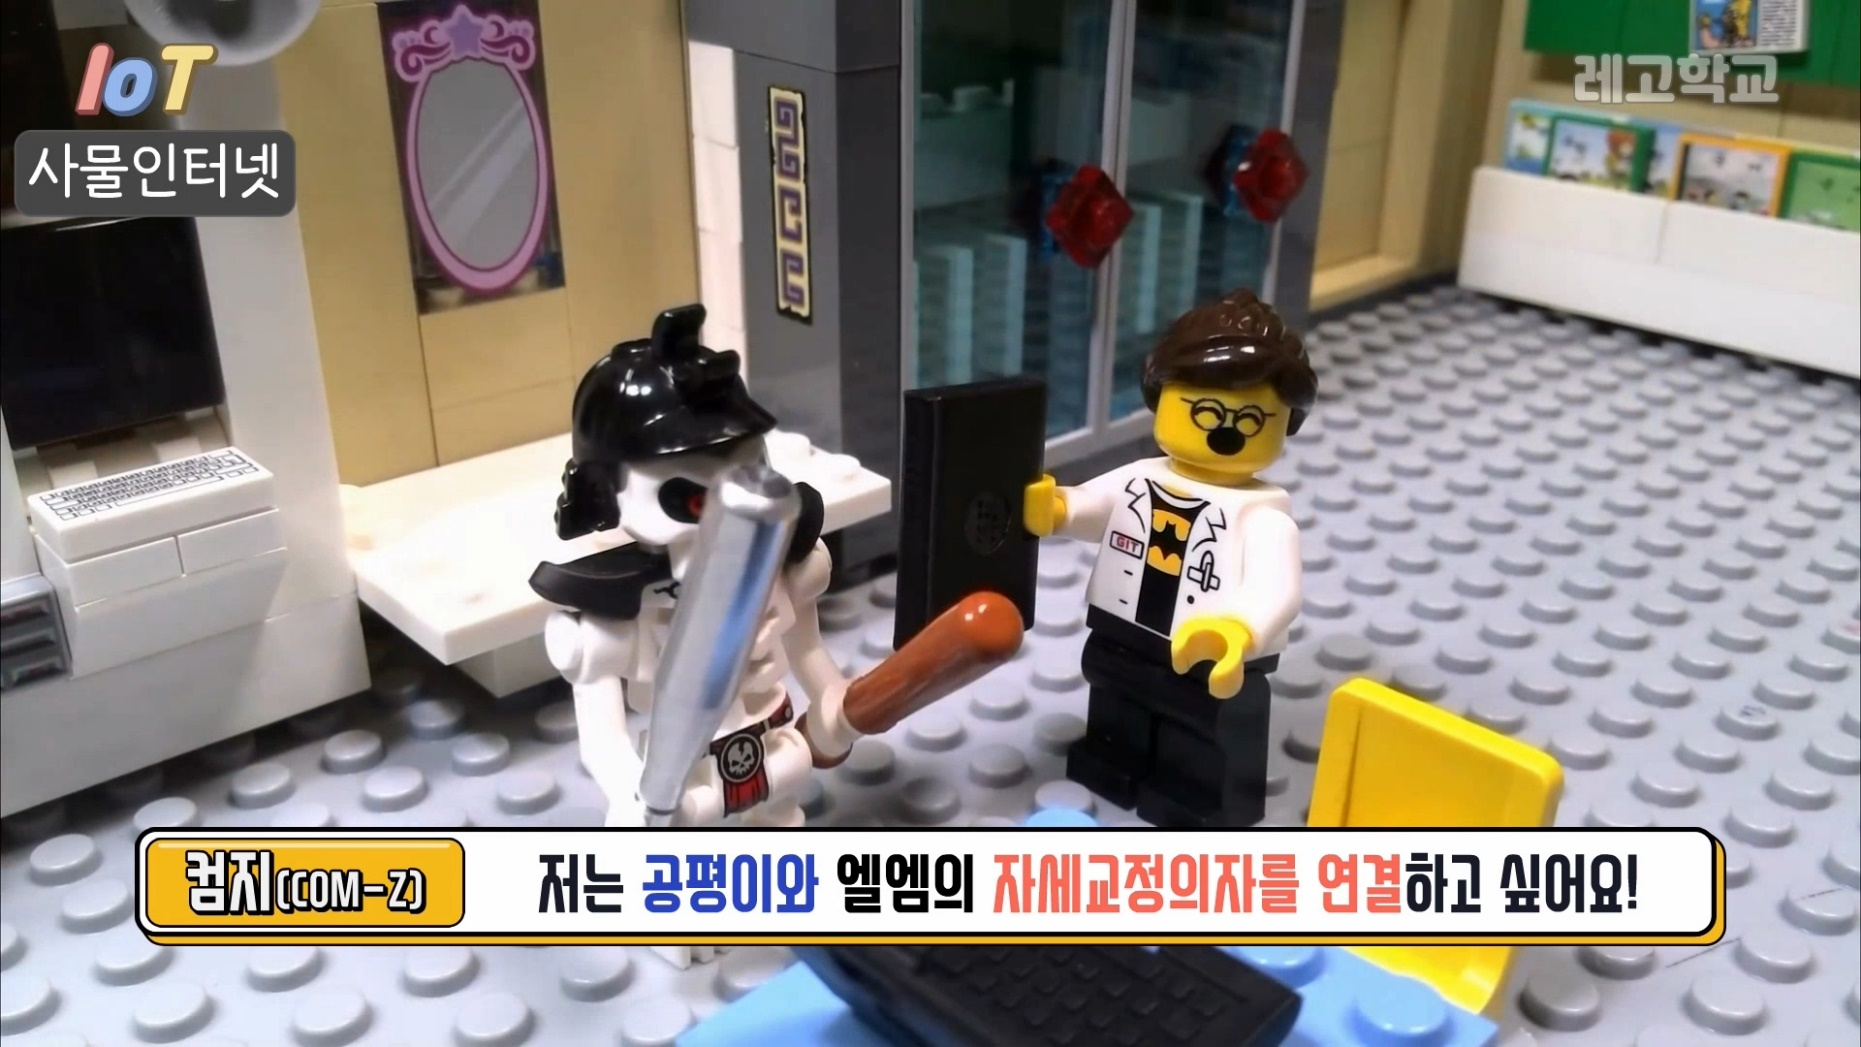 IoT
사물인터넷
레고학교
GIT
컴지(COM-Z)
저는 공평이와 엘엠의 자세교정의자를 연결하고 싶어요!